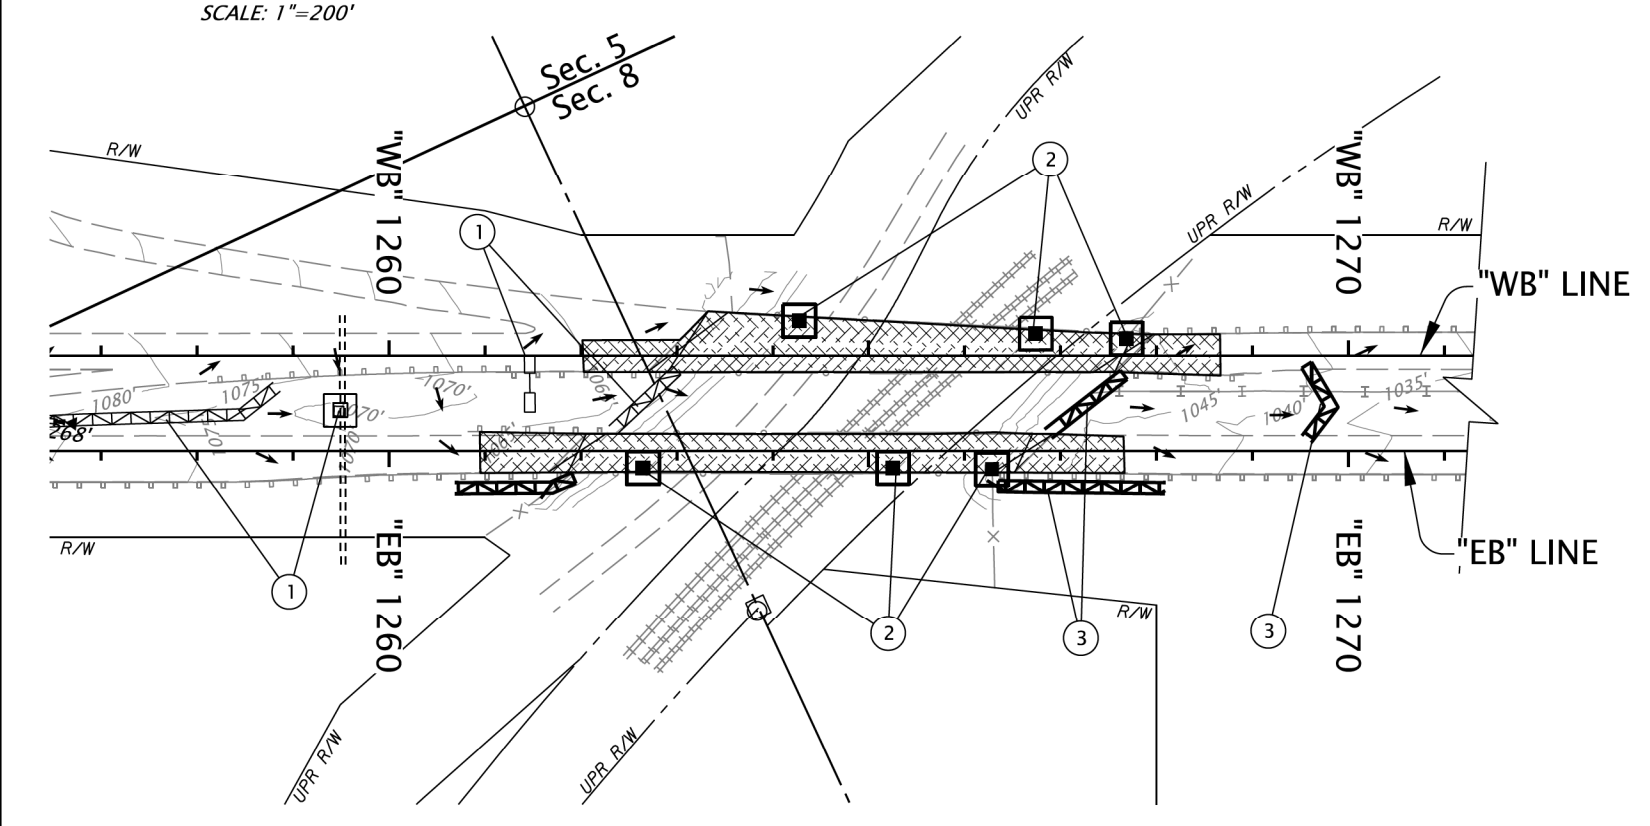 SCALE: 1"=200'
Sec. 5
Sec. 8
UPR R/W
R/W
"WB" 1260
2
"WB" 1270
UPR R/W
R/W
1
"WB" LINE
1080'
1075'
1070'
1070'
1045'
1040'
1035'
268'
R/W
"EB" 1260
"EB" 1270
"EB" LINE
1
2
3
3
R/W
UPR R/W
UPR R/W